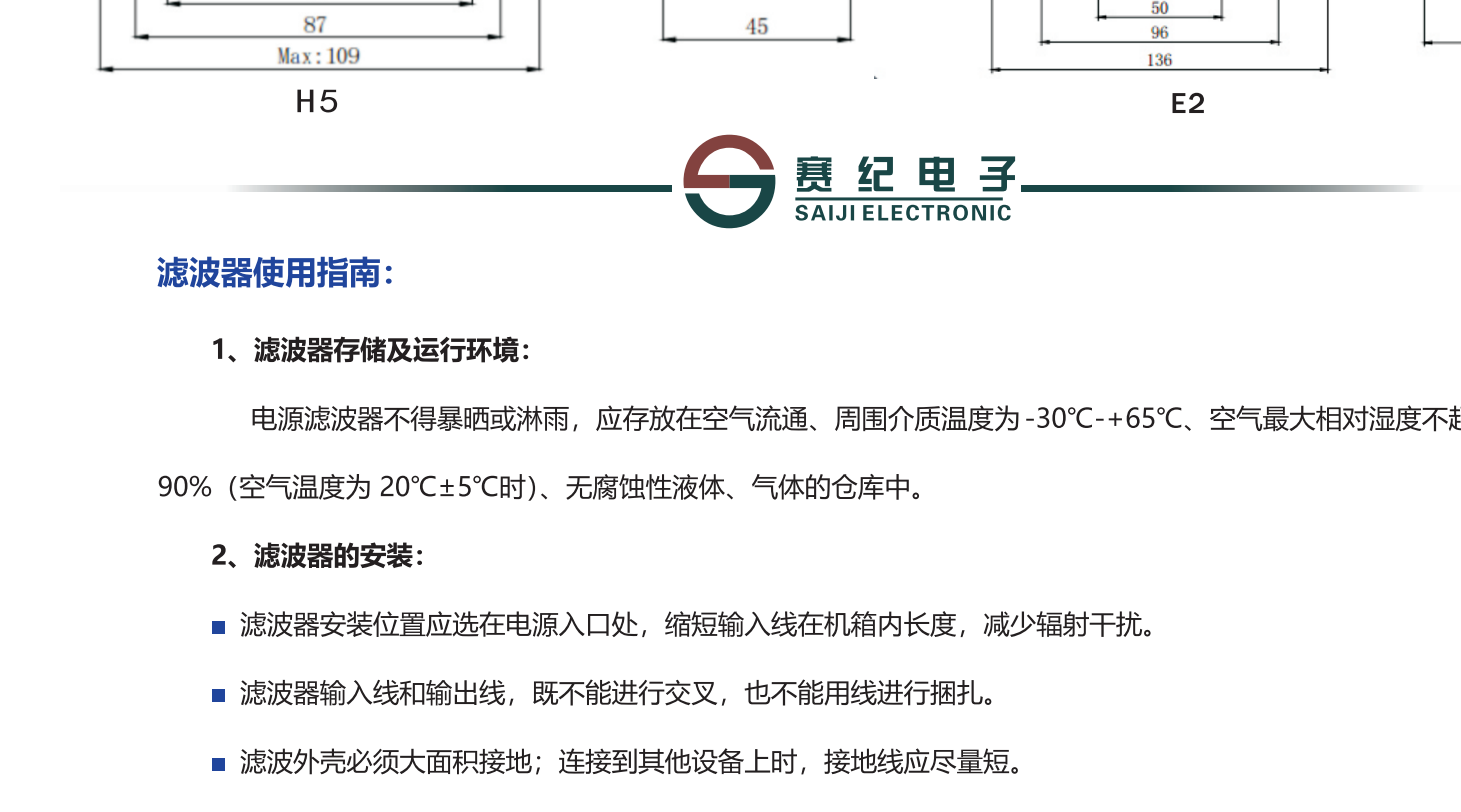 87
45
50
96
Max:109
136
H5
E2
赛纪电子
SAIJI ELECTRONIC
滤波器使用指南：
1、滤波器存储及运行环境：
电源滤波器不得暴晒或淋雨，应存放在空气流通、周围介质温度为-30℃-+65℃、空气最大相对湿度不
90%（空气温度为 20℃±5℃时）、无腐蚀性液体、气体的仓库中。
2、滤波器的安装：
■ 滤波器安装位置应选在电源入口处，缩短输入线在机箱内长度，减少辐射干扰。
■ 滤波器输入线和输出线，既不能进行交叉，也不能用线进行捆扎。
■ 滤波外壳必须大面积接地；连接到其他设备上时，接地线应尽量短。